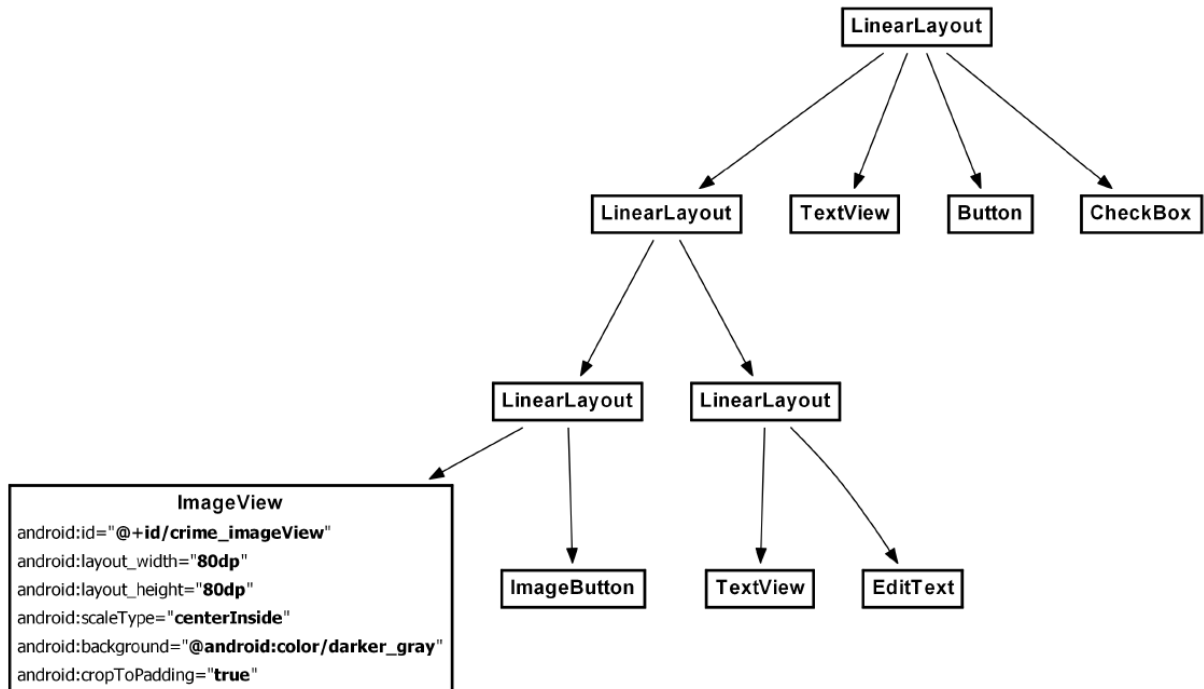 LinearLayout
LinearLayout
TextView
Button
CheckBox
LinearLayout
LinearLayout
ImageView
android:id="@+id/crime_imageView"
android:layout_width="80dp"
android:layout_height="80dp"
android:scaleType="centerInside"
android:background="@android:color/darker_gray"
android:cropToPadding="true"
ImageButton
TextView
EditText